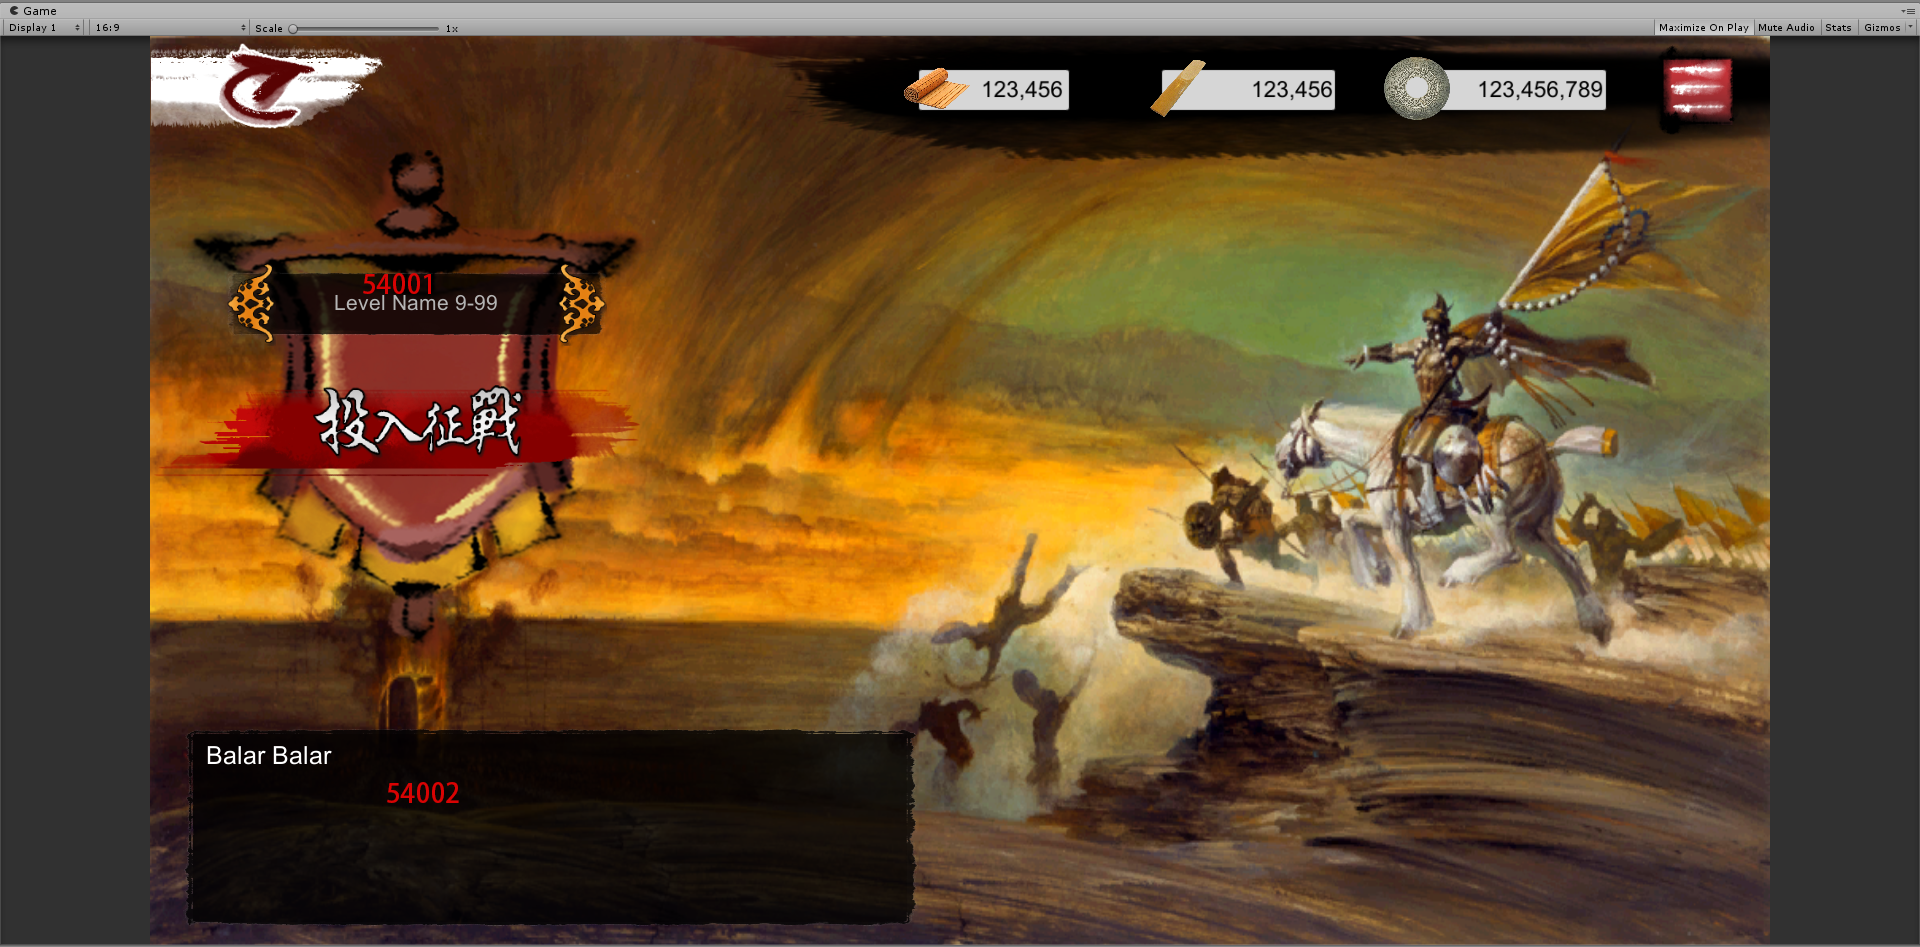 Game
Display 1
16:9
Scale
1x
Maximize On Play
Mute Audio
Stats
Gizmos
123,456
123,456
123,456,789
54001
Level Name 9-99
投入征戰
Balar Balar
54002